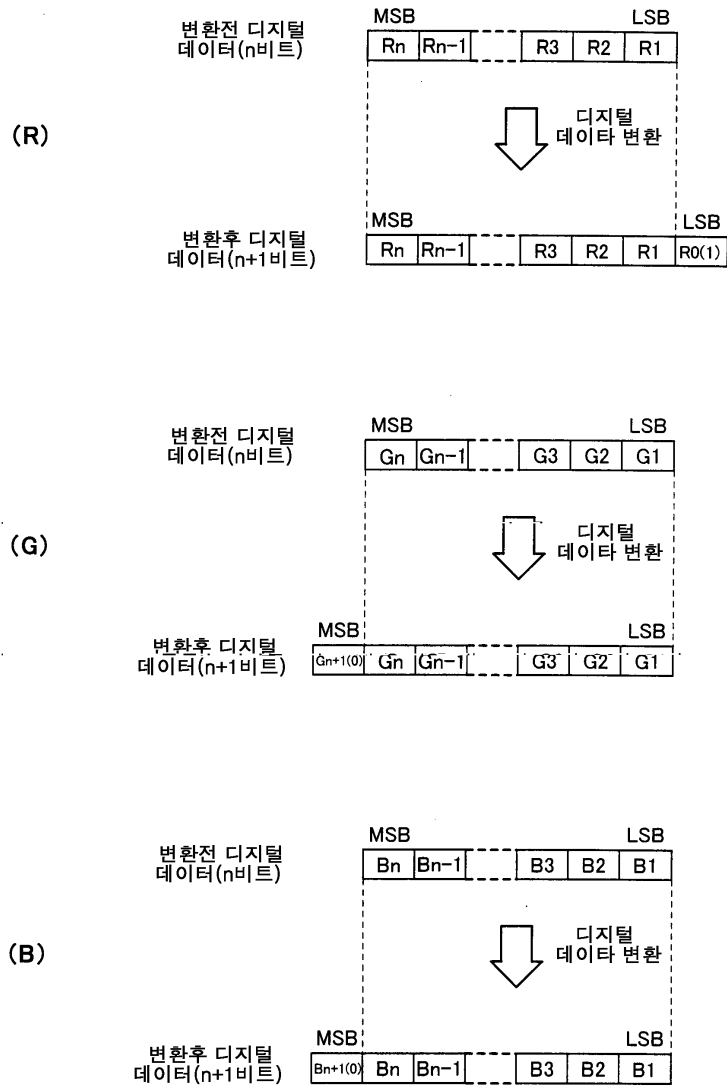 변환전 디지털
데이터(n비트)
MSB LSB
Rn Rn-1 R3 R2 R1
(R)
디지털
데이타 변환
변환후 디지털
데이터(n+1비트)
MSB LSB
Rn Rn-1 R3 R2 R1 R0(1)
변환전 디지털
데이터(n비트)
MSB LSB
Gn Gn-1 G3 G2 G1
(G)
디지털
데이타 변환
변환후 디지털
데이터(n+1비트)
MSB LSB
Gn+1(0) Gn Gn-1 G3 G2 G1
변환전 디지털
데이터(n비트)
MSB LSB
Bn Bn-1 B3 B2 B1
(B)
디지털
데이타 변환
변환후 디지털
데이터(n+1비트)
MSB LSB
Bn+1(0) Bn Bn-1 B3 B2 B1